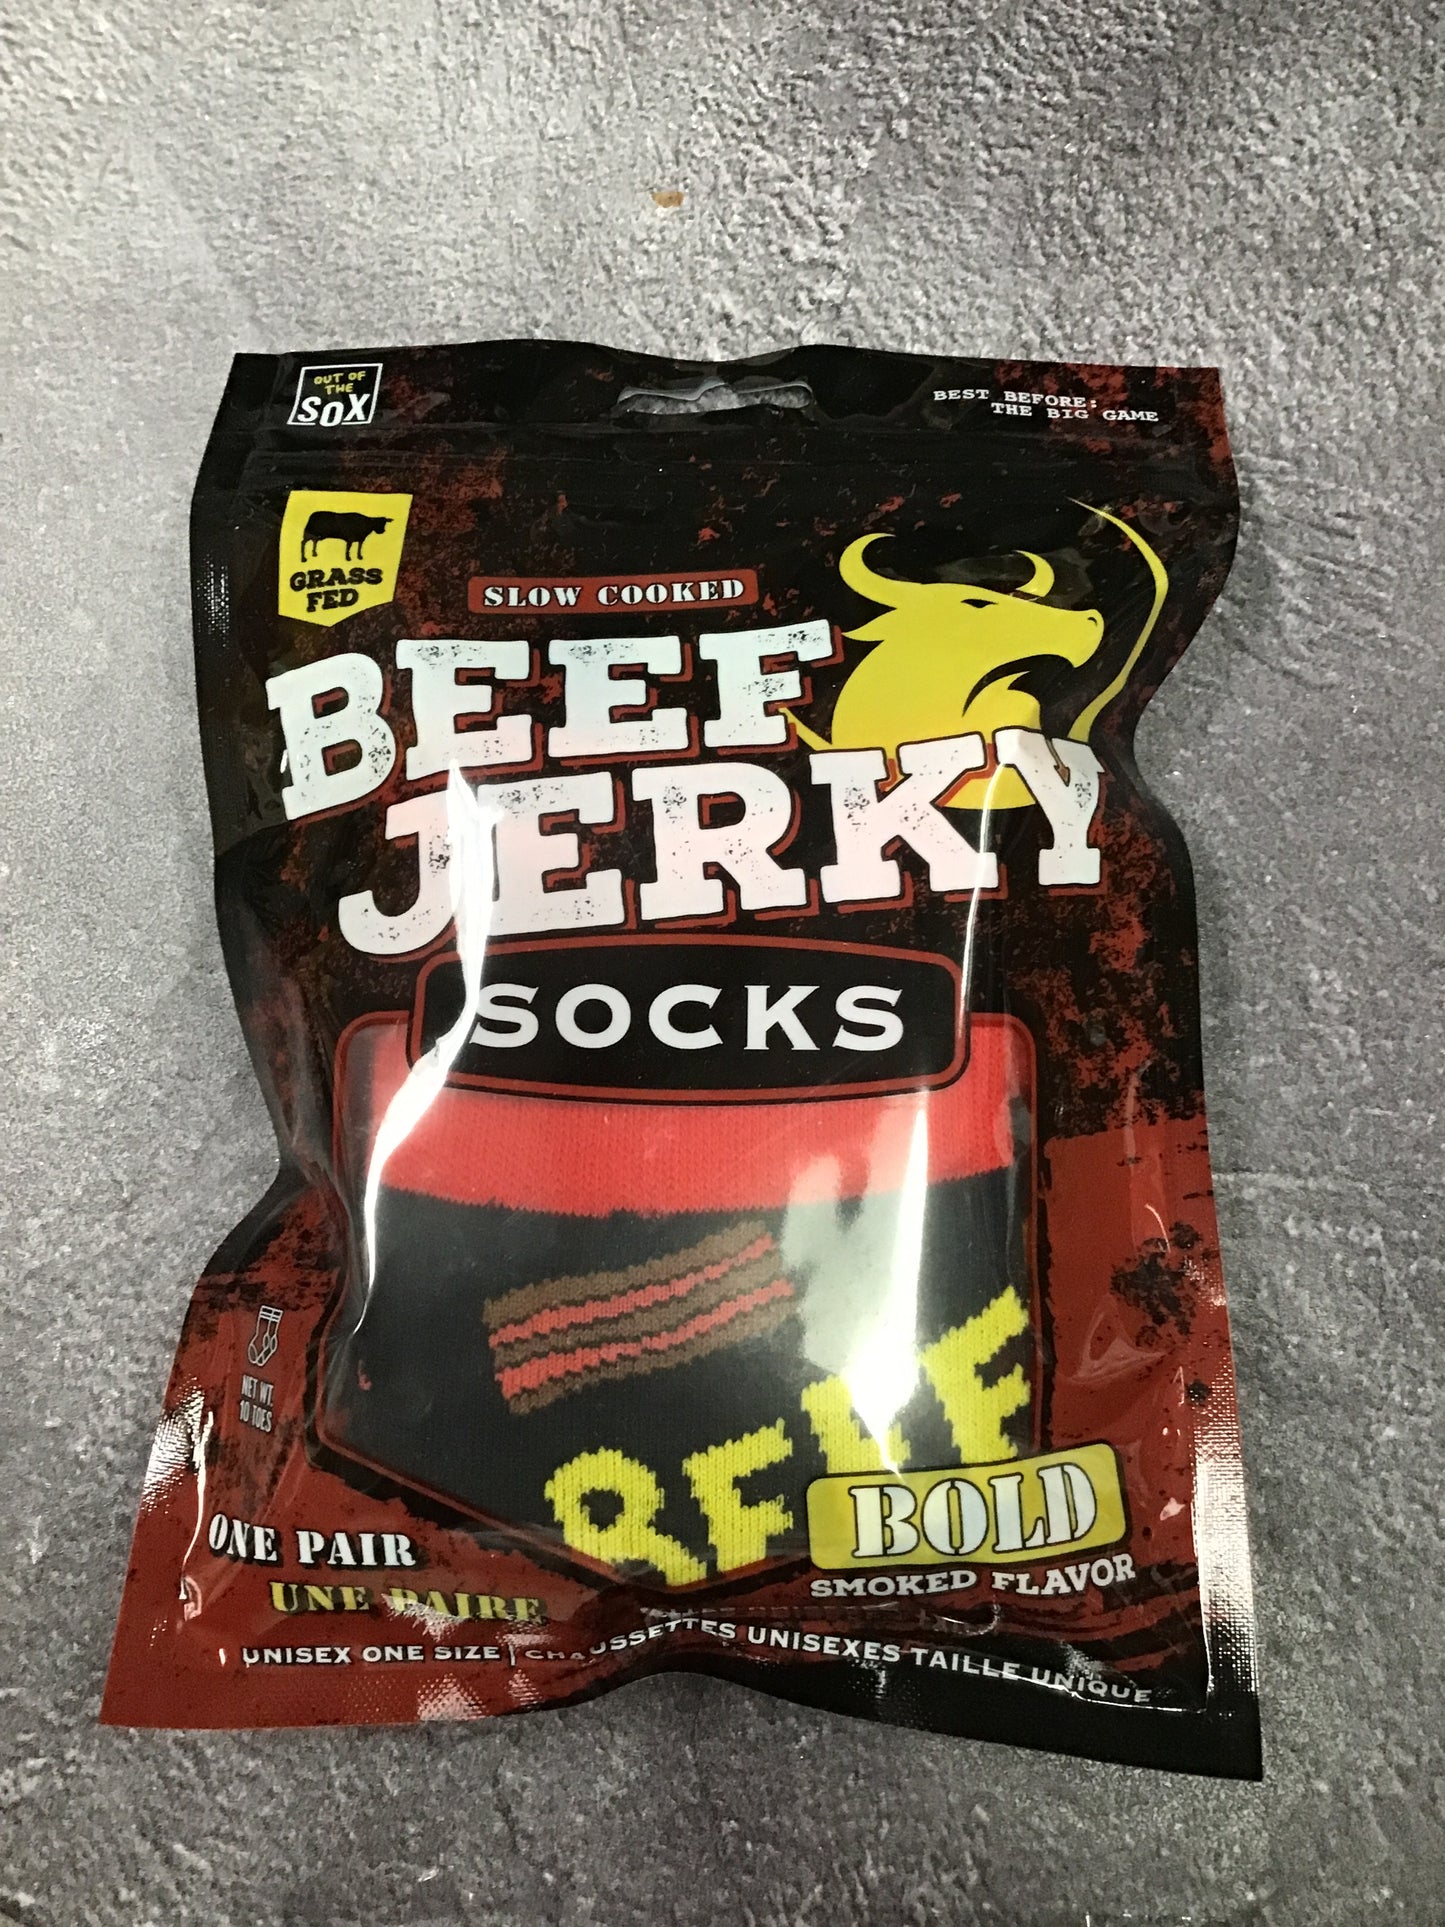 OUT OF
THE
SOX
BEST BEFORE:
THE BIG GAME
GRASS
FED
SLOW COOKED
BEEF
JERKY
SOCKS
BEEF
NET WT.
10 TOES
BOLD
SMOKED FLAVOR
ONE PAIR
UNE PAIRE
UNISEX ONE SIZE | CHAUSSETTES UNISEXES TAILLE UNIQUE